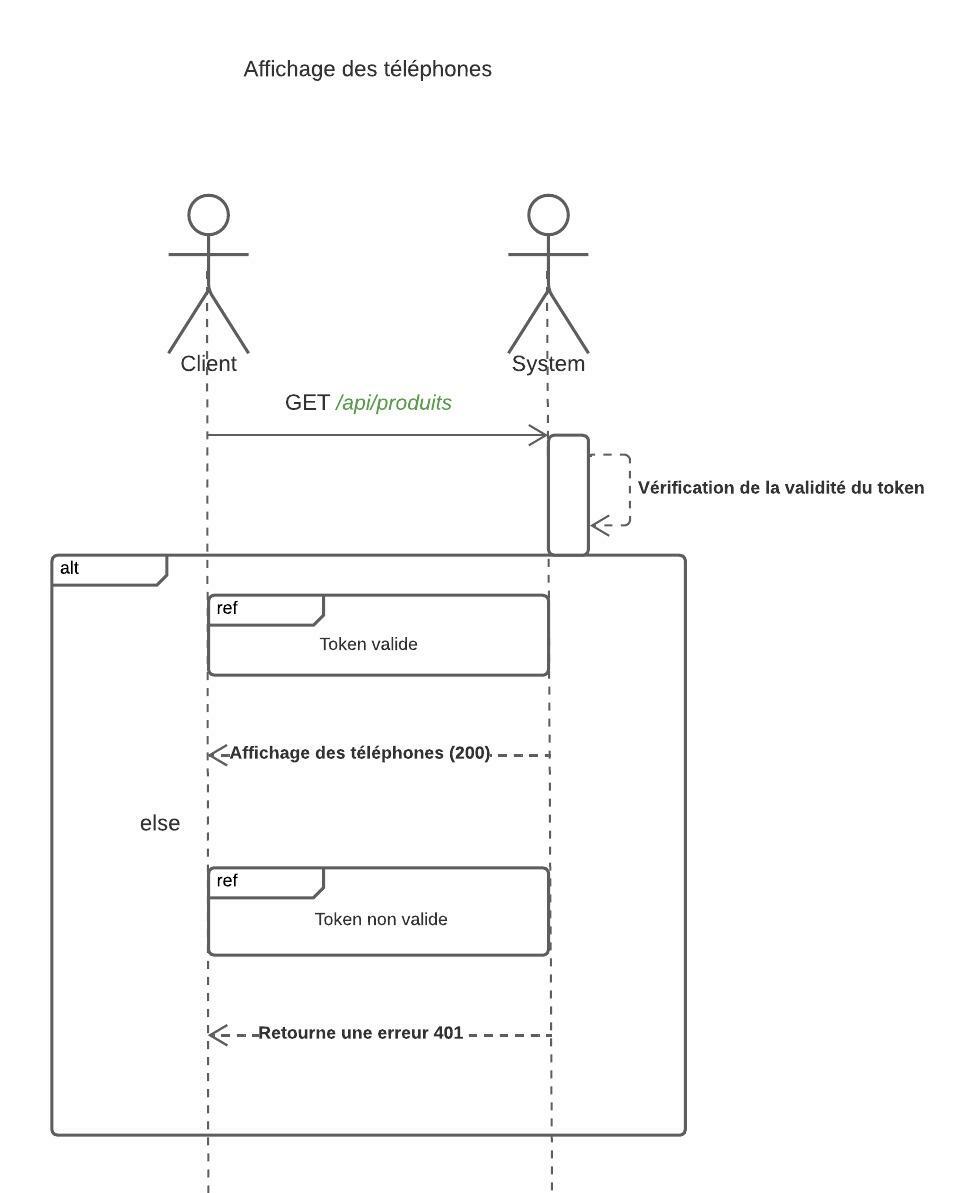 Affichage des téléphones
Client
System
GET /api/produits
Vérification de la validité du token
alt
ref
Token valide
Affichage des téléphones (200)
else
ref
Token non valide
Retourne une erreur 401